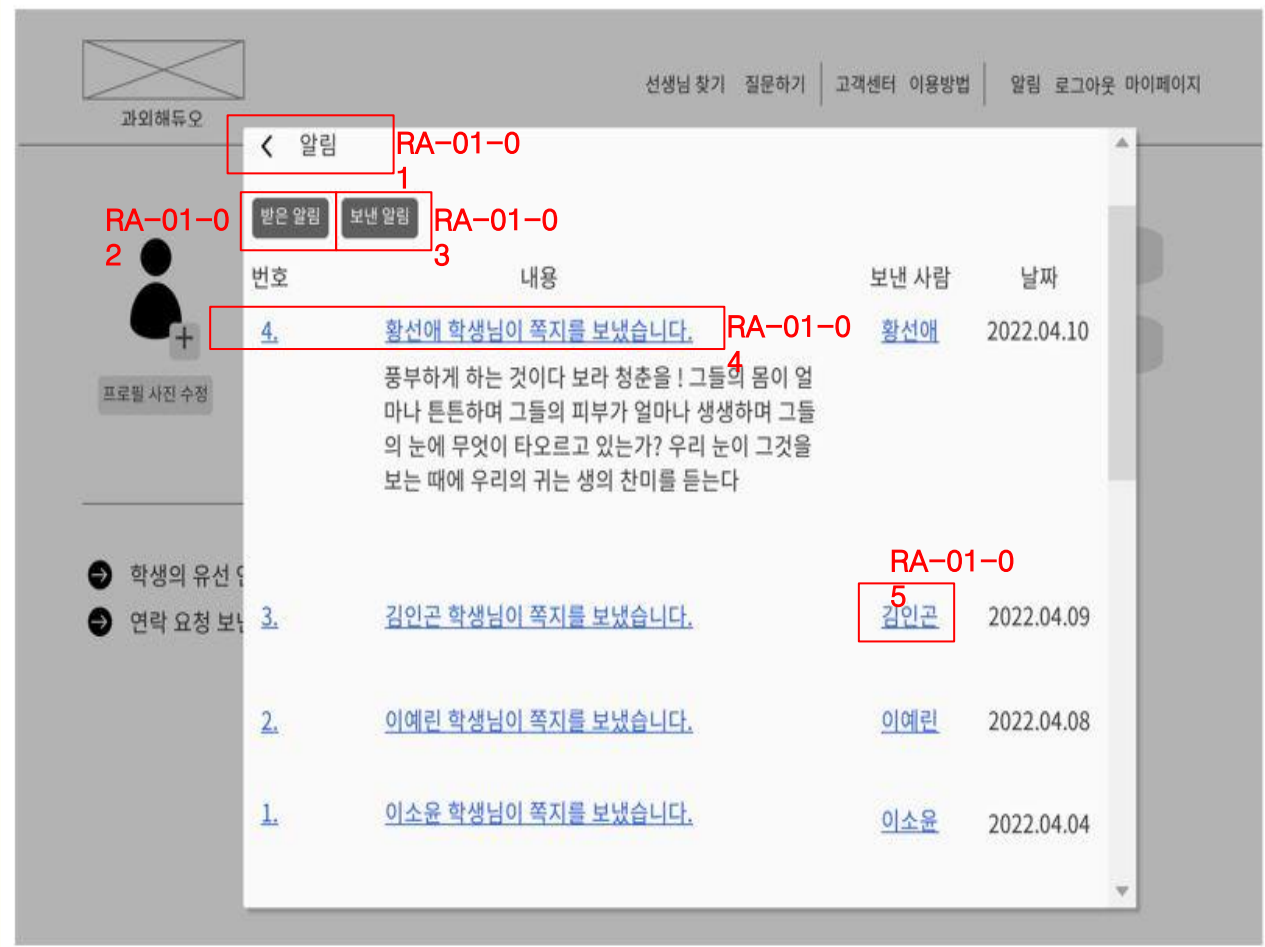 선생님 찾기 질문하기 고객센터 이용방법 알림 로그아웃 마이페이지
과외해듀오
알림
RA-01-0
1
받은 알림 보낸 알림
RA-01-0
2
RA-01-0
3
번호 내용 보낸 사람 날짜
4. 황선애 학생님이 쪽지를 보냈습니다. 황선애 2022.04.10
RA-01-0
4
풍부하게 하는 것이다 보라 청춘을 ! 그들의 몸이 얼
마나 튼튼하며 그들의 피부가 얼마나 생생하며 그들
의 눈에 무엇이 타오르고 있는가? 우리 눈이 그것을
보는 때에 우리의 귀는 생의 찬미를 듣는다
프로필 사진 수정
학생의 유선
연락 요청 보
RA-01-0
5
3. 김인곤 학생님이 쪽지를 보냈습니다. 김인곤 2022.04.09
2. 이예린 학생님이 쪽지를 보냈습니다. 이예린 2022.04.08
1. 이소윤 학생님이 쪽지를 보냈습니다. 이소윤 2022.04.04